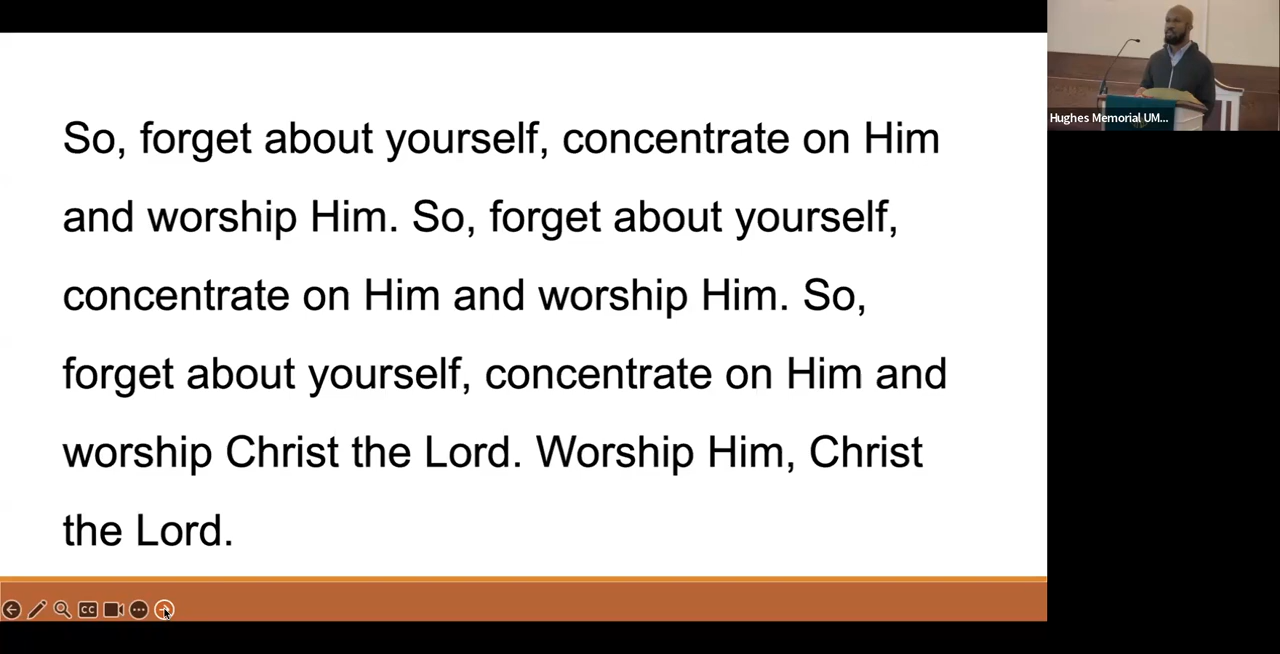 So, forget about yourself, concentrate on Him
and worship Him. So, forget about yourself,
concentrate on Him and worship Him. So,
forget about yourself, concentrate on Him and
worship Christ the Lord. Worship Him, Christ
the Lord.
Hughes Memorial UM...
CC